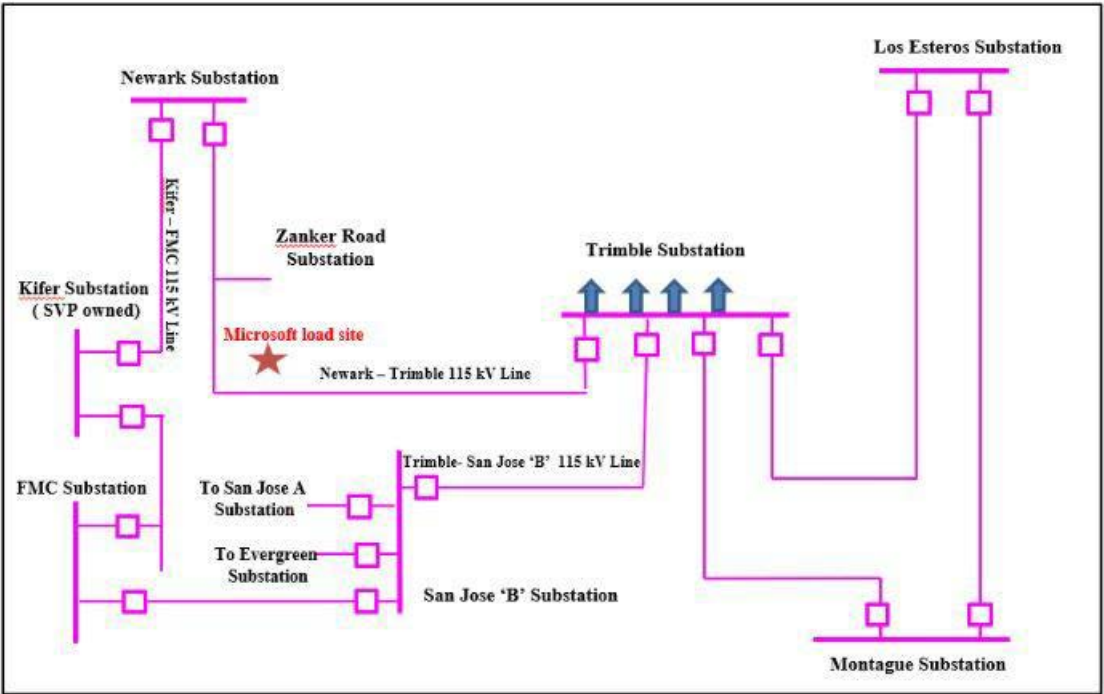 Los Esteros Substation
Newark Substation
Kifer – FMC 115 kV Line
Zanker Road
Substation
Trimble Substation
Kifer Substation
( SVP owned)
Microsoft load site
Newark – Trimble 115 kV Line
Trimble- San Jose ‘B’ 115 kV Line
FMC Substation
To San Jose A
Substation
To Evergreen
Substation
San Jose ‘B’ Substation
Montague Substation